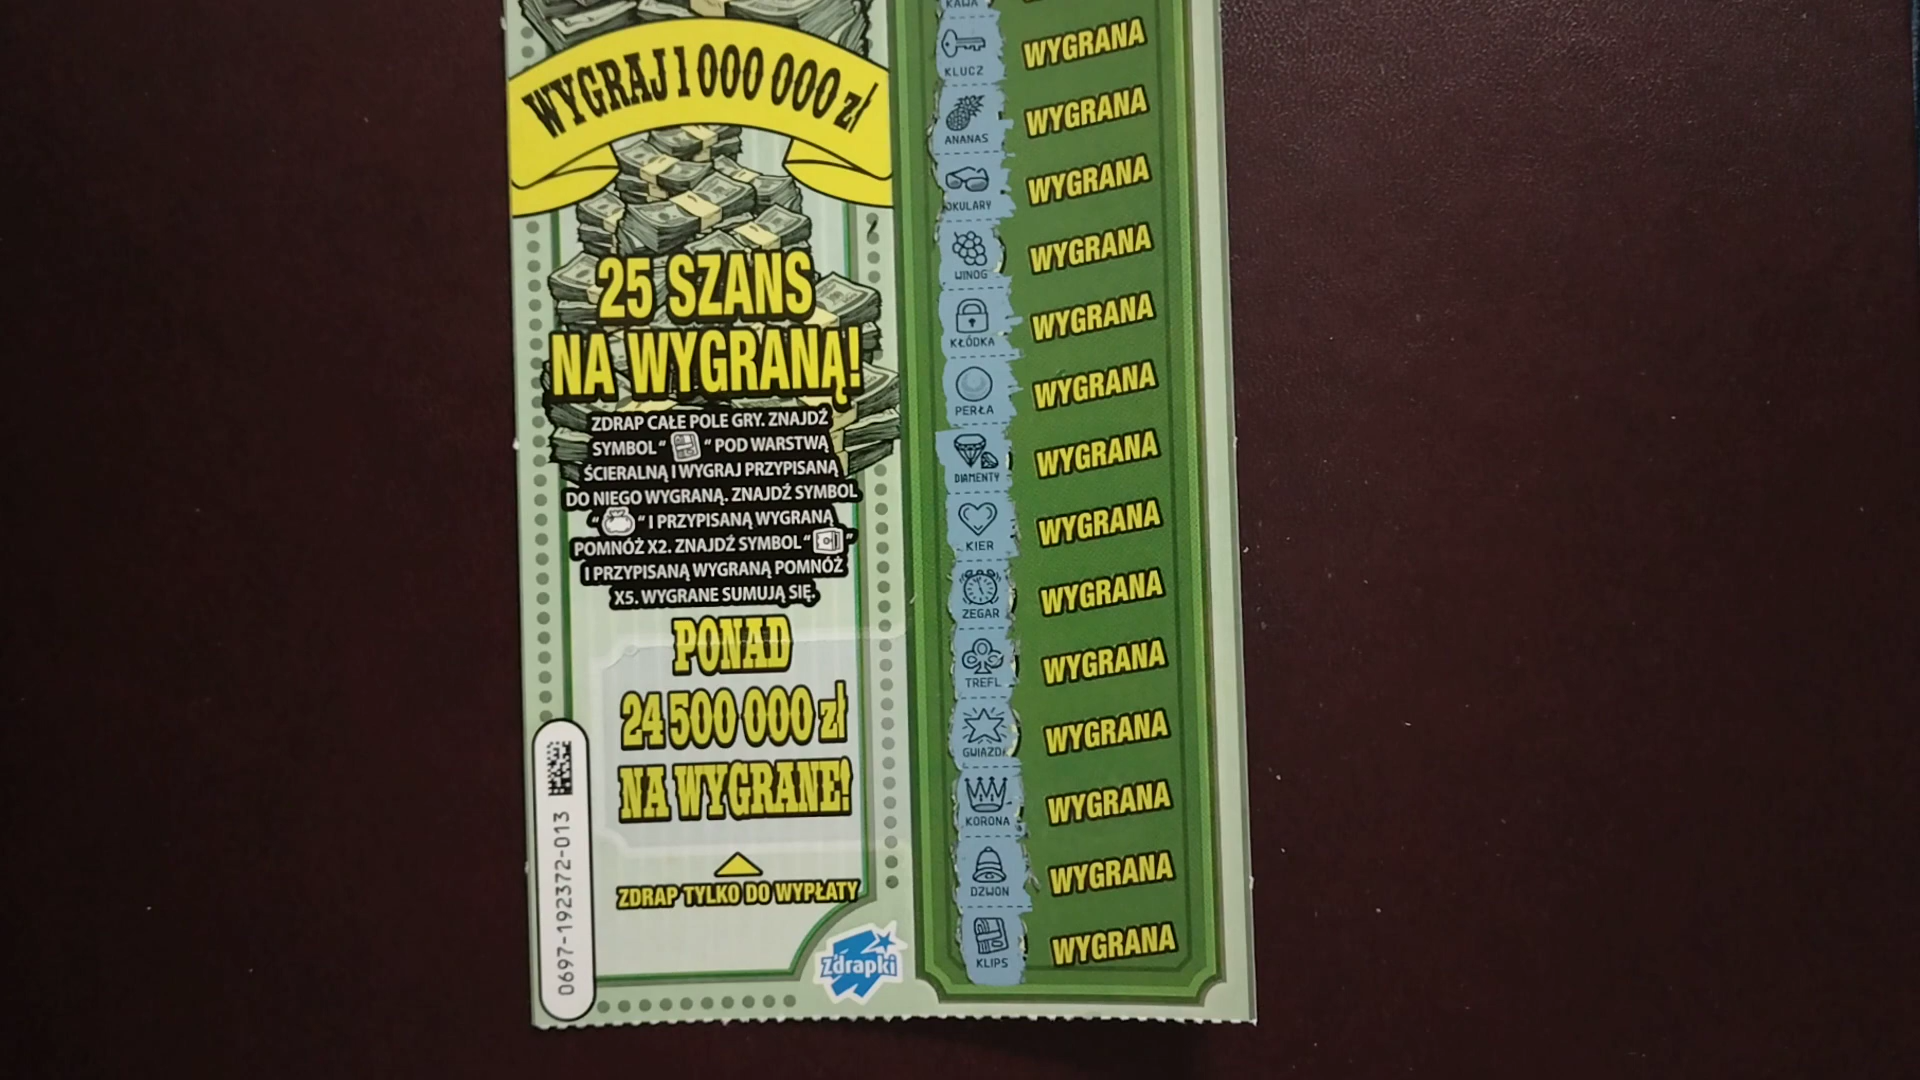 WYGRAJ 1 000 000 zł
25 SZANS
NA WYGRANĄ!
ZDRAP CAŁE POLE GRY. ZNAJDŹ
SYMBOL “ ” POD WARSTWĄ
ŚCIERALNĄ I WYGRAJ PRZYPISANĄ
DO NIEGO WYGRANĄ. ZNAJDŹ SYMBOL
“ ” I PRZYPISANĄ WYGRANĄ
POMNÓŻ X2. ZNAJDŹ SYMBOL “ ”
I PRZYPISANĄ WYGRANĄ POMNÓŻ
X5. WYGRANE SUMUJĄ SIĘ.
PONAD
24 500 000 zł
NA WYGRANE!
ZDRAP TYLKO DO WYPŁATY
0697-192372-013
Zdrapki
KAWA
KLUCZ WYGRANA
ANANAS WYGRANA
OKULARY WYGRANA
WINOG WYGRANA
KŁÓDKA WYGRANA
PERŁA WYGRANA
DIAMENTY WYGRANA
KIER WYGRANA
ZEGAR WYGRANA
TREFL WYGRANA
GWIAZDA WYGRANA
KORONA WYGRANA
DZWON WYGRANA
KLIPS WYGRANA